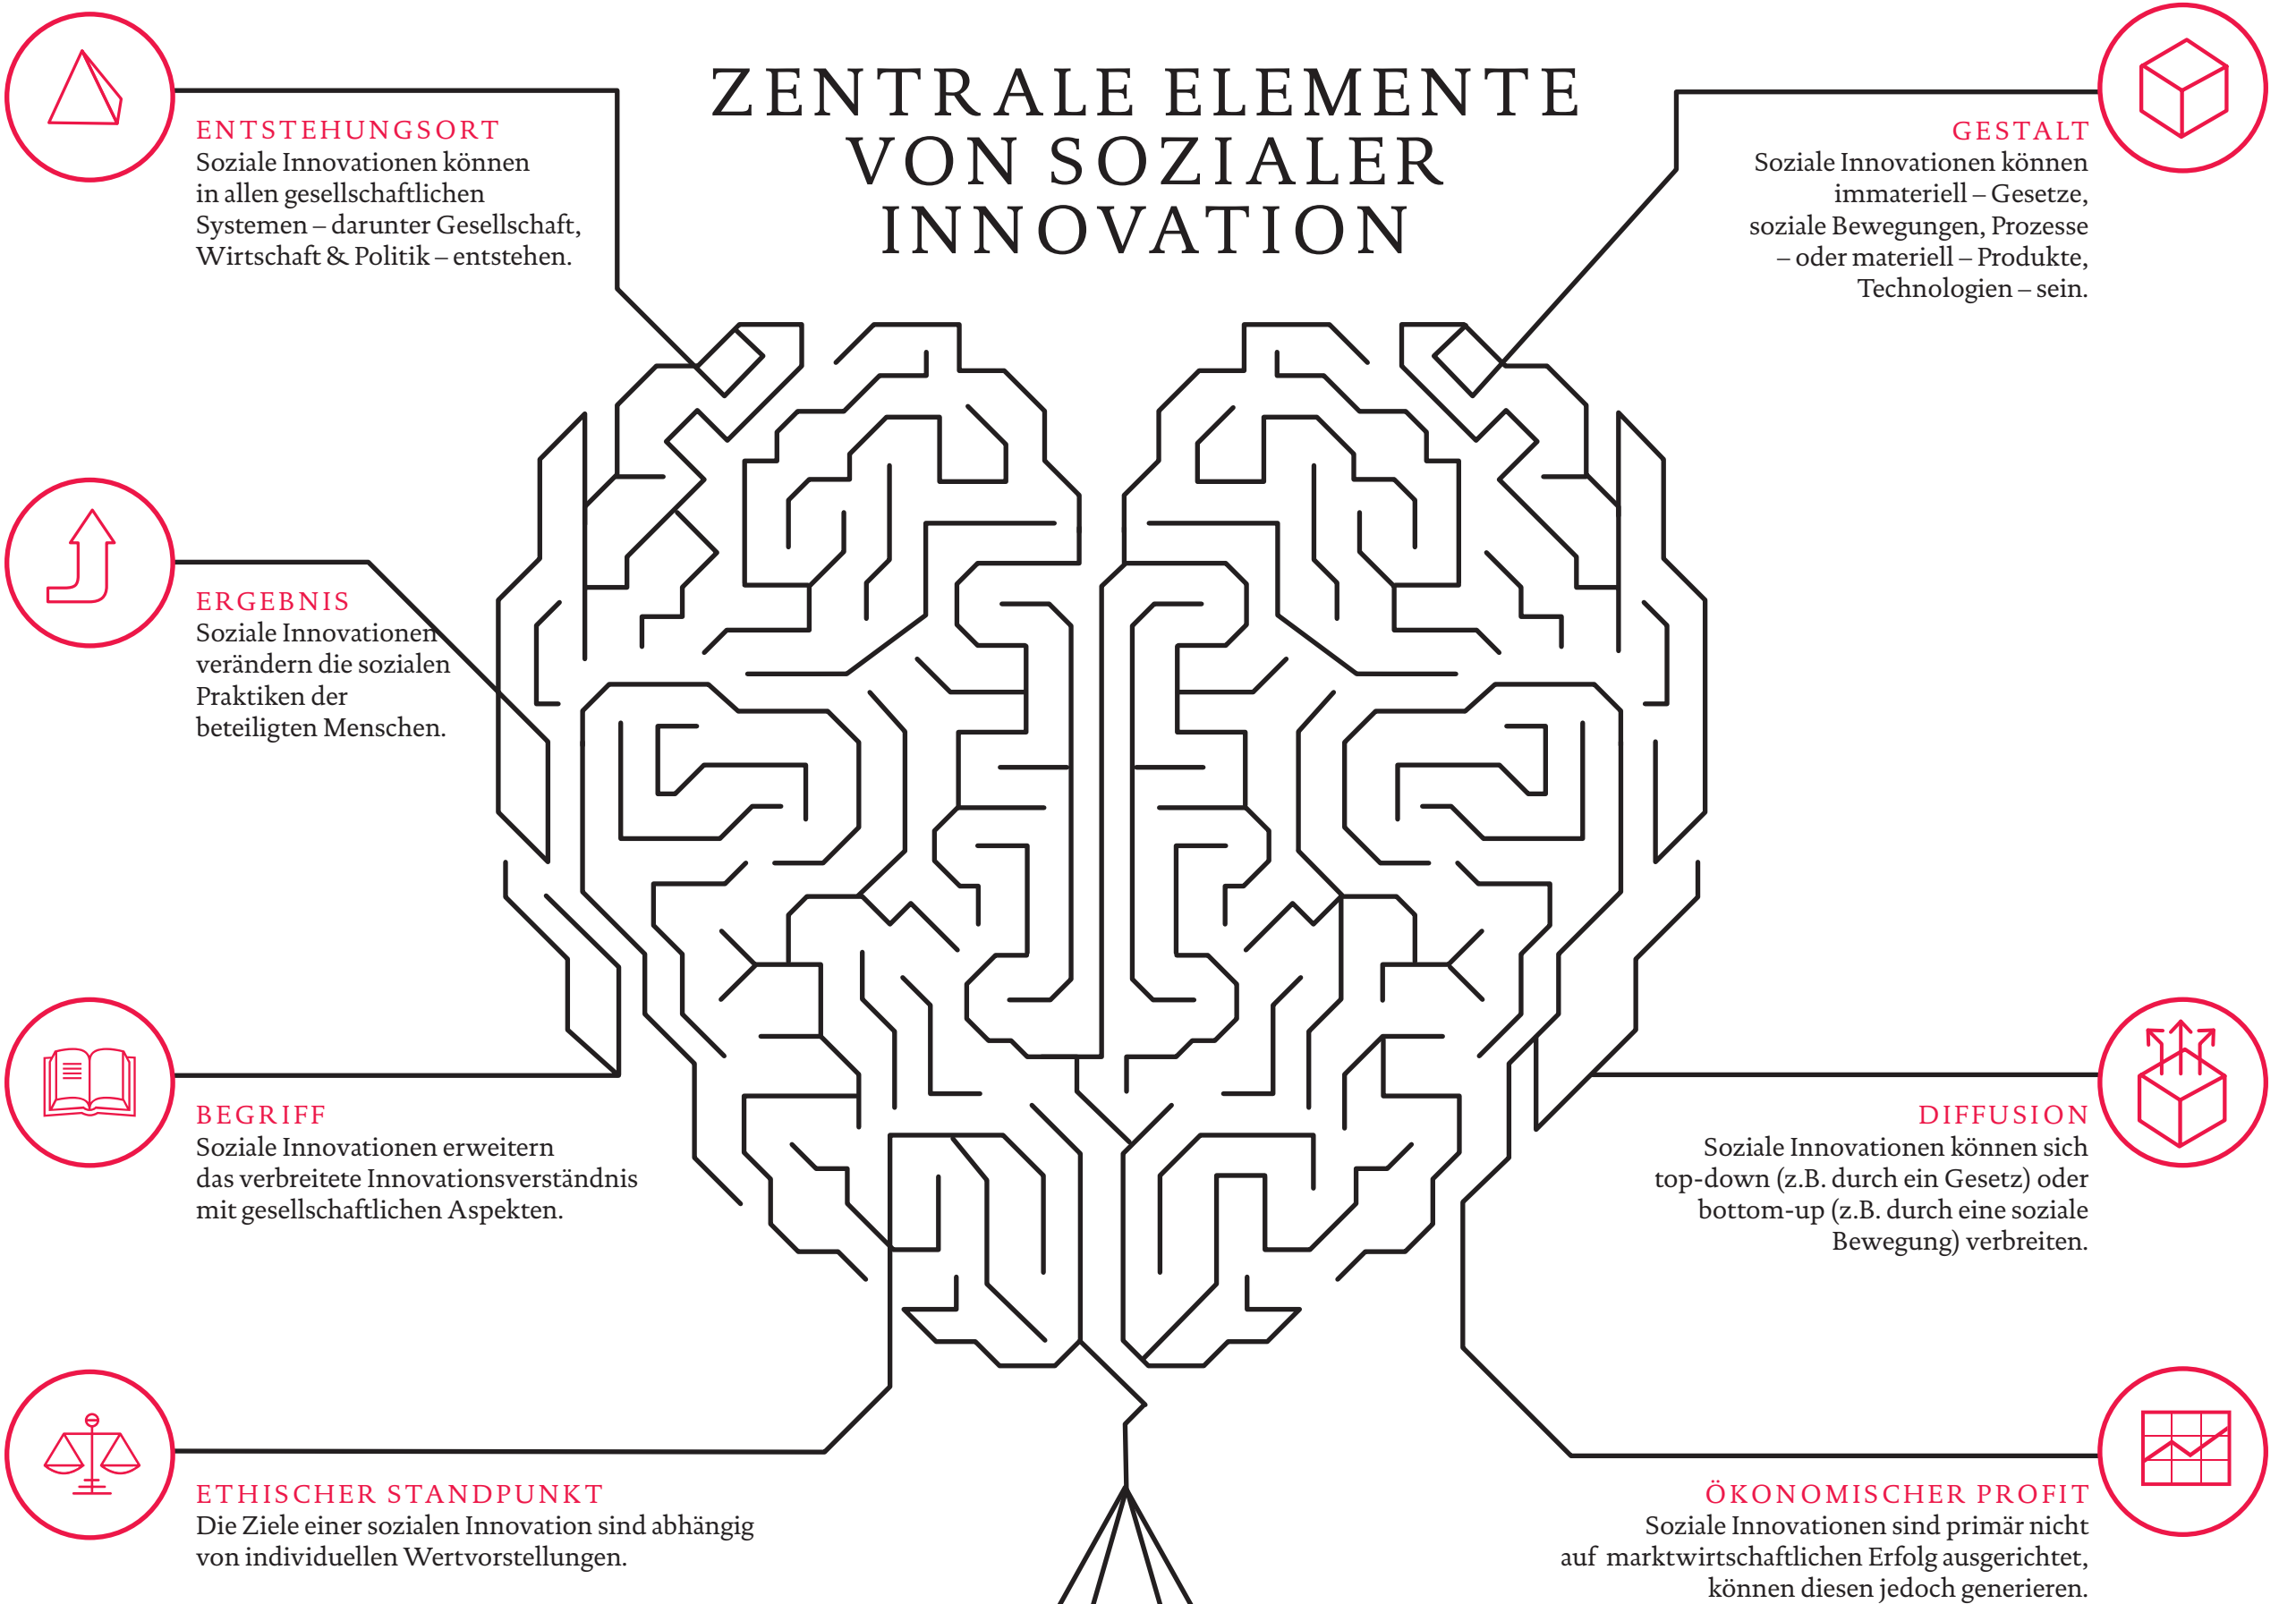 ZENTRALE ELEMENTE
VON SOZIALER
INNOVATION
ENTSTEHUNGSORT
Soziale Innovationen können
in allen gesellschaftlichen
Systemen – darunter Gesellschaft,
Wirtschaft & Politik – entstehen.
ERGEBNIS
Soziale Innovationen
verändern die sozialen
Praktiken der
beteiligten Menschen.
BEGRIFF
Soziale Innovationen erweitern
das verbreitete Innovationsverständnis
mit gesellschaftlichen Aspekten.
ETHISCHER STANDPUNKT
Die Ziele einer sozialen Innovation sind abhängig
von individuellen Wertvorstellungen.
GESTALT
Soziale Innovationen können
immateriell – Gesetze,
soziale Bewegungen, Prozesse
– oder materiell – Produkte,
Technologien – sein.
DIFFUSION
Soziale Innovationen können sich
top-down (z.B. durch ein Gesetz) oder
bottom-up (z.B. durch eine soziale
Bewegung) verbreiten.
ÖKONOMISCHER PROFIT
Soziale Innovationen sind primär nicht
auf marktwirtschaftlichen Erfolg ausgerichtet,
können diesen jedoch generieren.